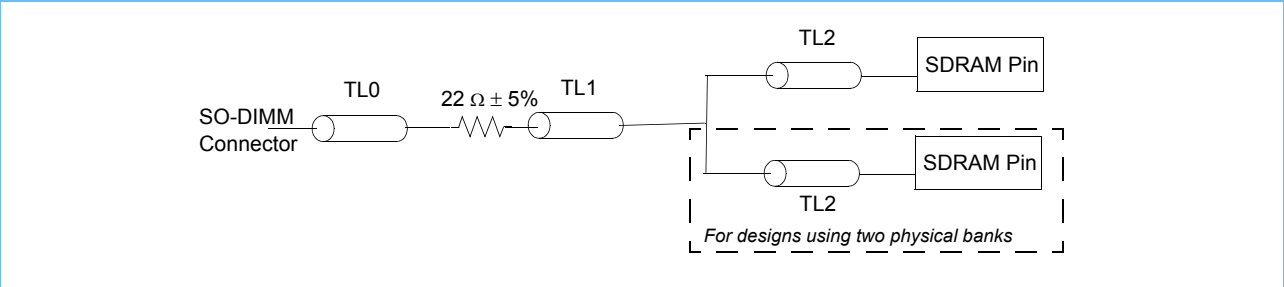 TL2
SDRAM Pin
TL0
22 Ω ± 5%
TL1
SO-DIMM
Connector
SDRAM Pin
TL2
For designs using two physical banks